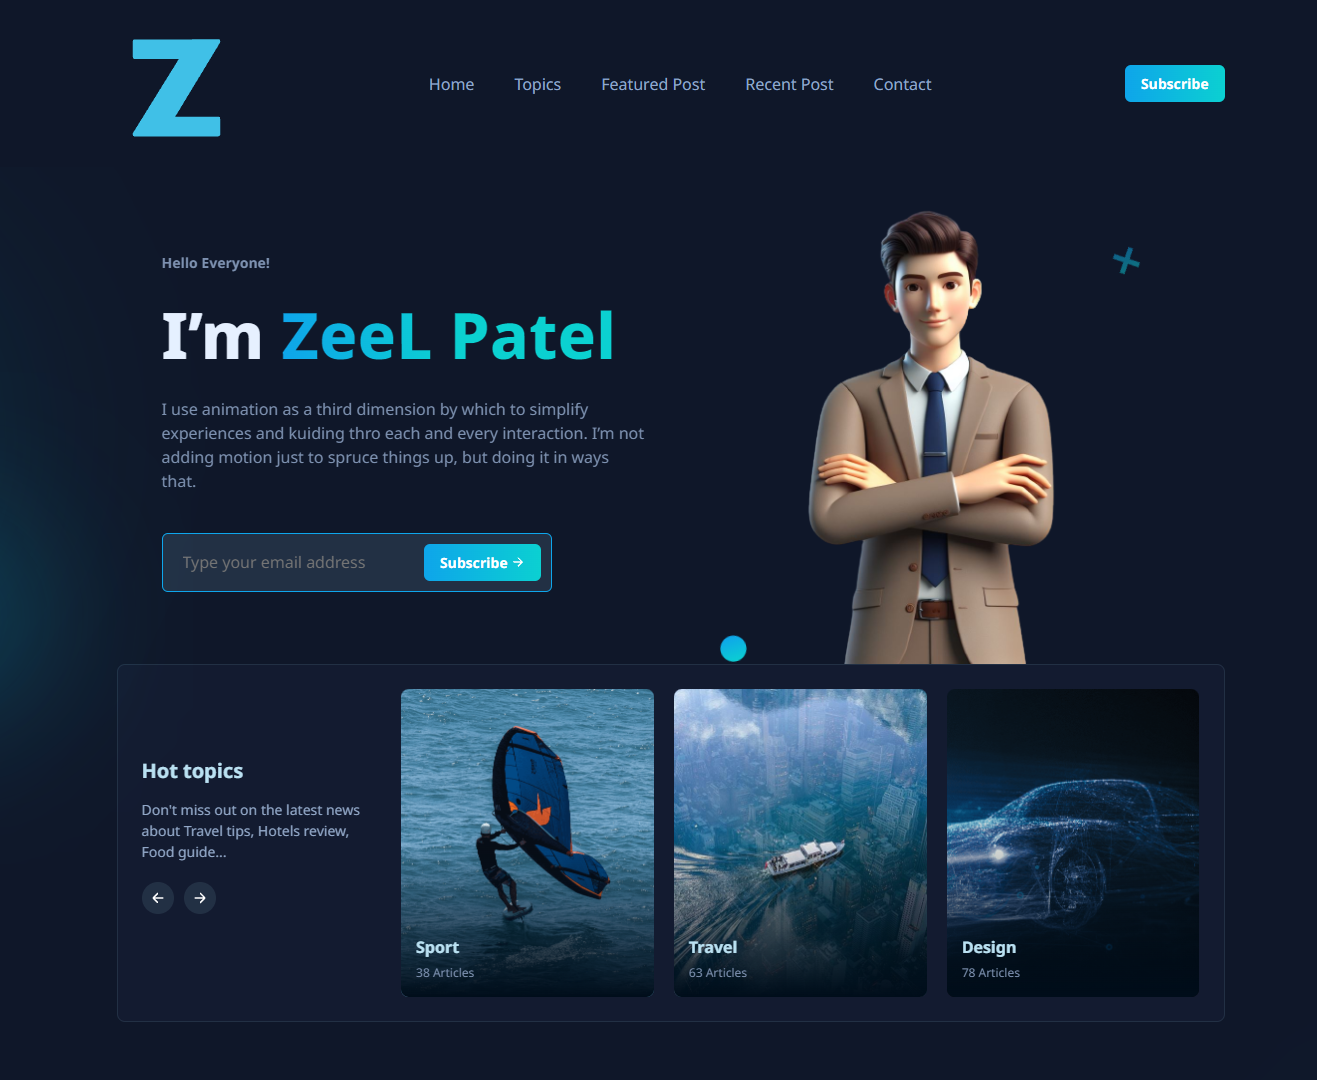 Z
Home Topics Featured Post Recent Post Contact Subscribe
Hello Everyone!
I’m ZeeL Patel
I use animation as a third dimension by which to simplify
experiences and kuiding thro each and every interaction. I’m not
adding motion just to spruce things up, but doing it in ways
that.
Type your email address Subscribe
Hot topics
Don't miss out on the latest news
about Travel tips, Hotels review,
Food guide...
Sport
38 Articles
Travel
63 Articles
Design
78 Articles